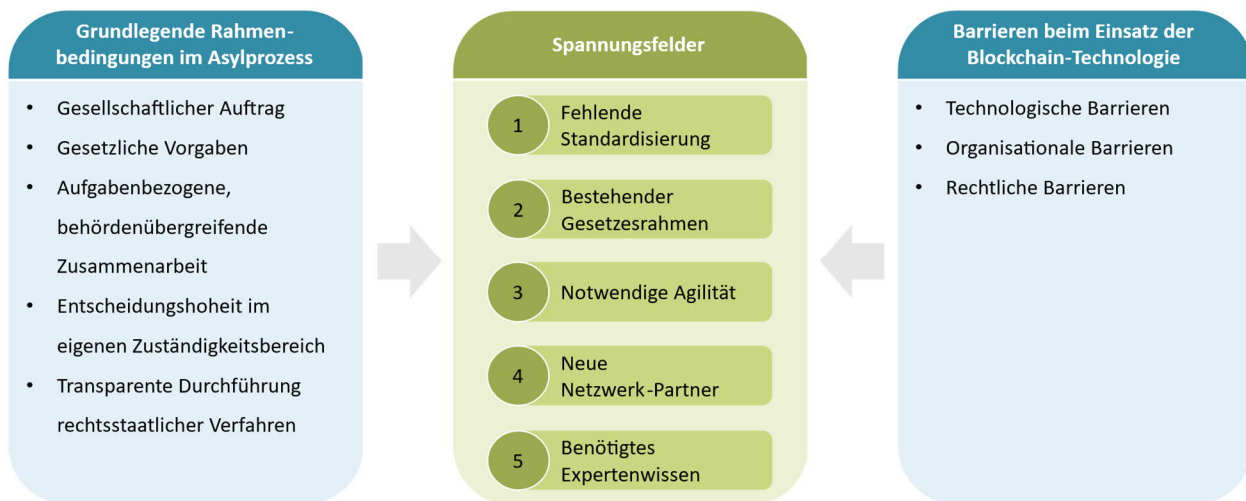 Grundlegende Rahmen-
bedingungen im Asylprozess
• Gesellschaftlicher Auftrag
• Gesetzliche Vorgaben
• Aufgabenbezogene,
behördenübergreifende
Zusammenarbeit
• Entscheidungshoheit im
eigenen Zuständigkeitsbereich
• Transparente Durchführung
rechtsstaatlicher Verfahren
Spannungsfelder
1 Fehlende
Standardisierung
2 Bestehender
Gesetzesrahmen
3 Notwendige Agilität
4 Neue
Netzwerk-Partner
5 Benötigtes
Expertenwissen
Barrieren beim Einsatz der
Blockchain-Technologie
• Technologische Barrieren
• Organisationale Barrieren
• Rechtliche Barrieren